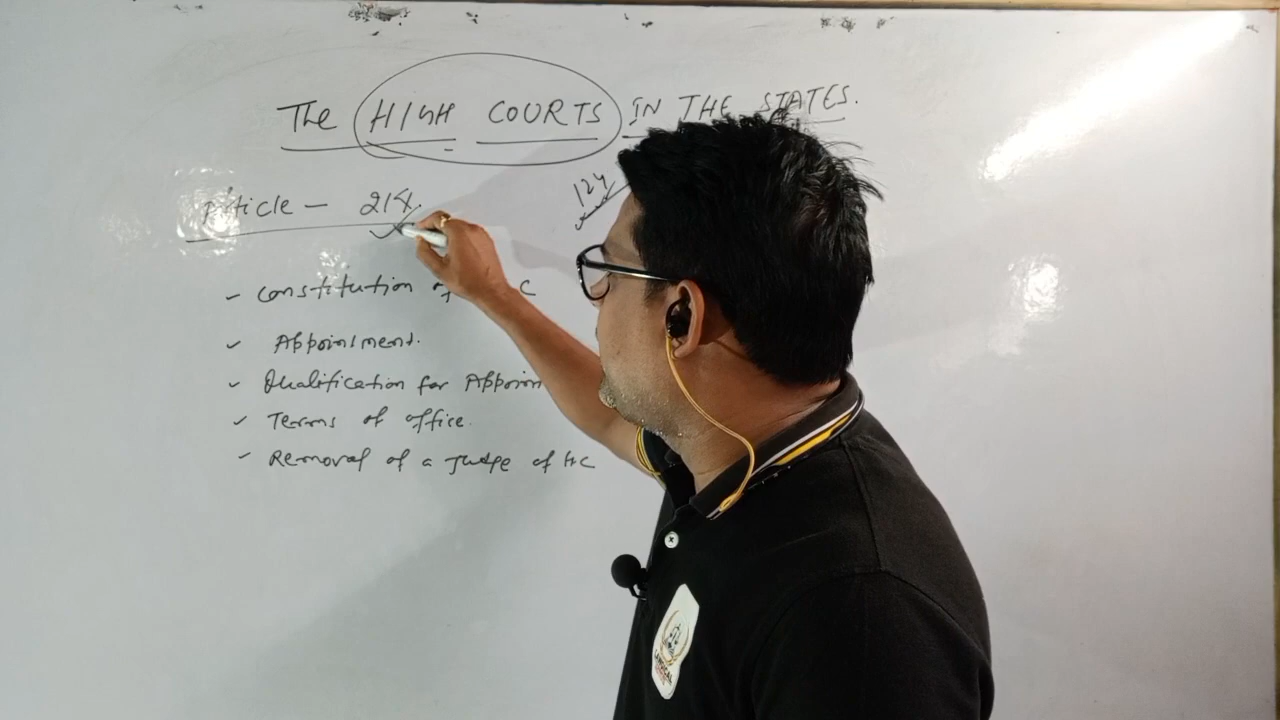 The HIGH COURTS IN THE STATES.
124
Article - 214.
- Constitution of C
- Appoinment.
- Qualification for Appoin
- Terms of office.
- Removal of a Judge of HC